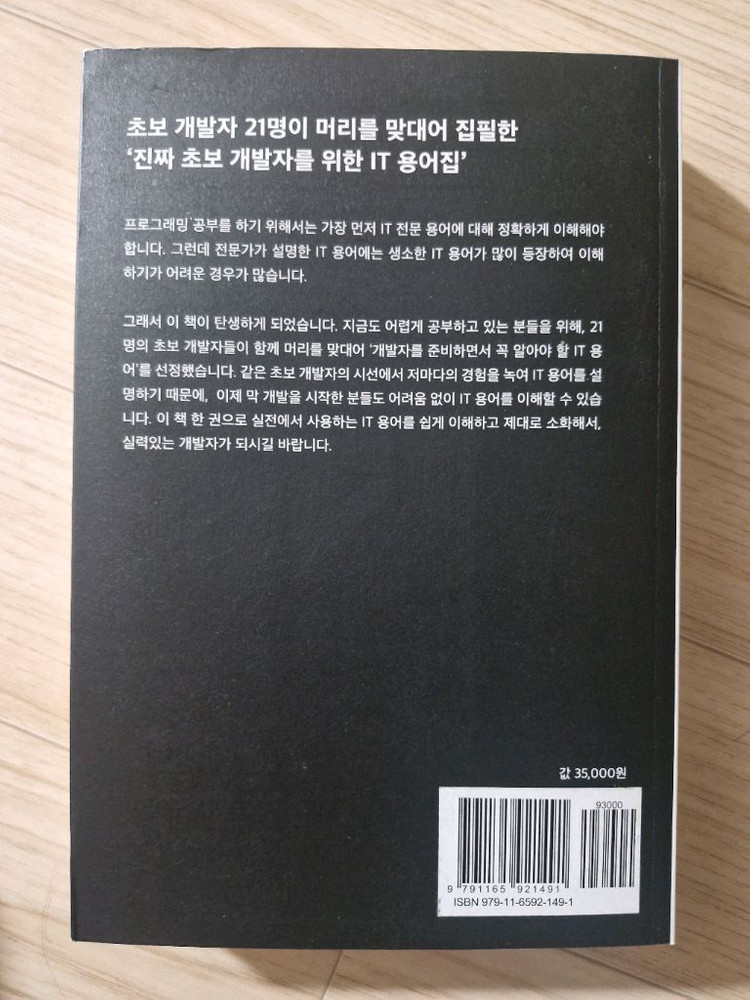 초보 개발자 21명이 머리를 맞대어 집필한
‘진짜 초보 개발자를 위한 IT 용어집’
프로그래밍 공부를 하기 위해서는 가장 먼저 IT 전문 용어에 대해 정확하게 이해해야
합니다. 그런데 전문가가 설명한 IT 용어에는 생소한 IT 용어가 많이 등장하여 이해
하기가 어려운 경우가 많습니다.
그래서 이 책이 탄생하게 되었습니다. 지금도 어렵게 공부하고 있는 분들을 위해, 21
명의 초보 개발자들이 함께 머리를 맞대어 ‘개발자를 준비하면서 꼭 알아야 할 IT 용
어’를 선정했습니다. 같은 초보 개발자의 시선에서 저마다의 경험을 녹여 IT 용어를 설
명하기 때문에, 이제 막 개발을 시작한 분들도 어려움 없이 IT 용어를 이해할 수 있습
니다. 이 책 한 권으로 실전에서 사용하는 IT 용어를 쉽게 이해하고 제대로 소화해서,
실력있는 개발자가 되시길 바랍니다.
값 35,000원
93000
9 791165 921491
ISBN 979-11-6592-149-1